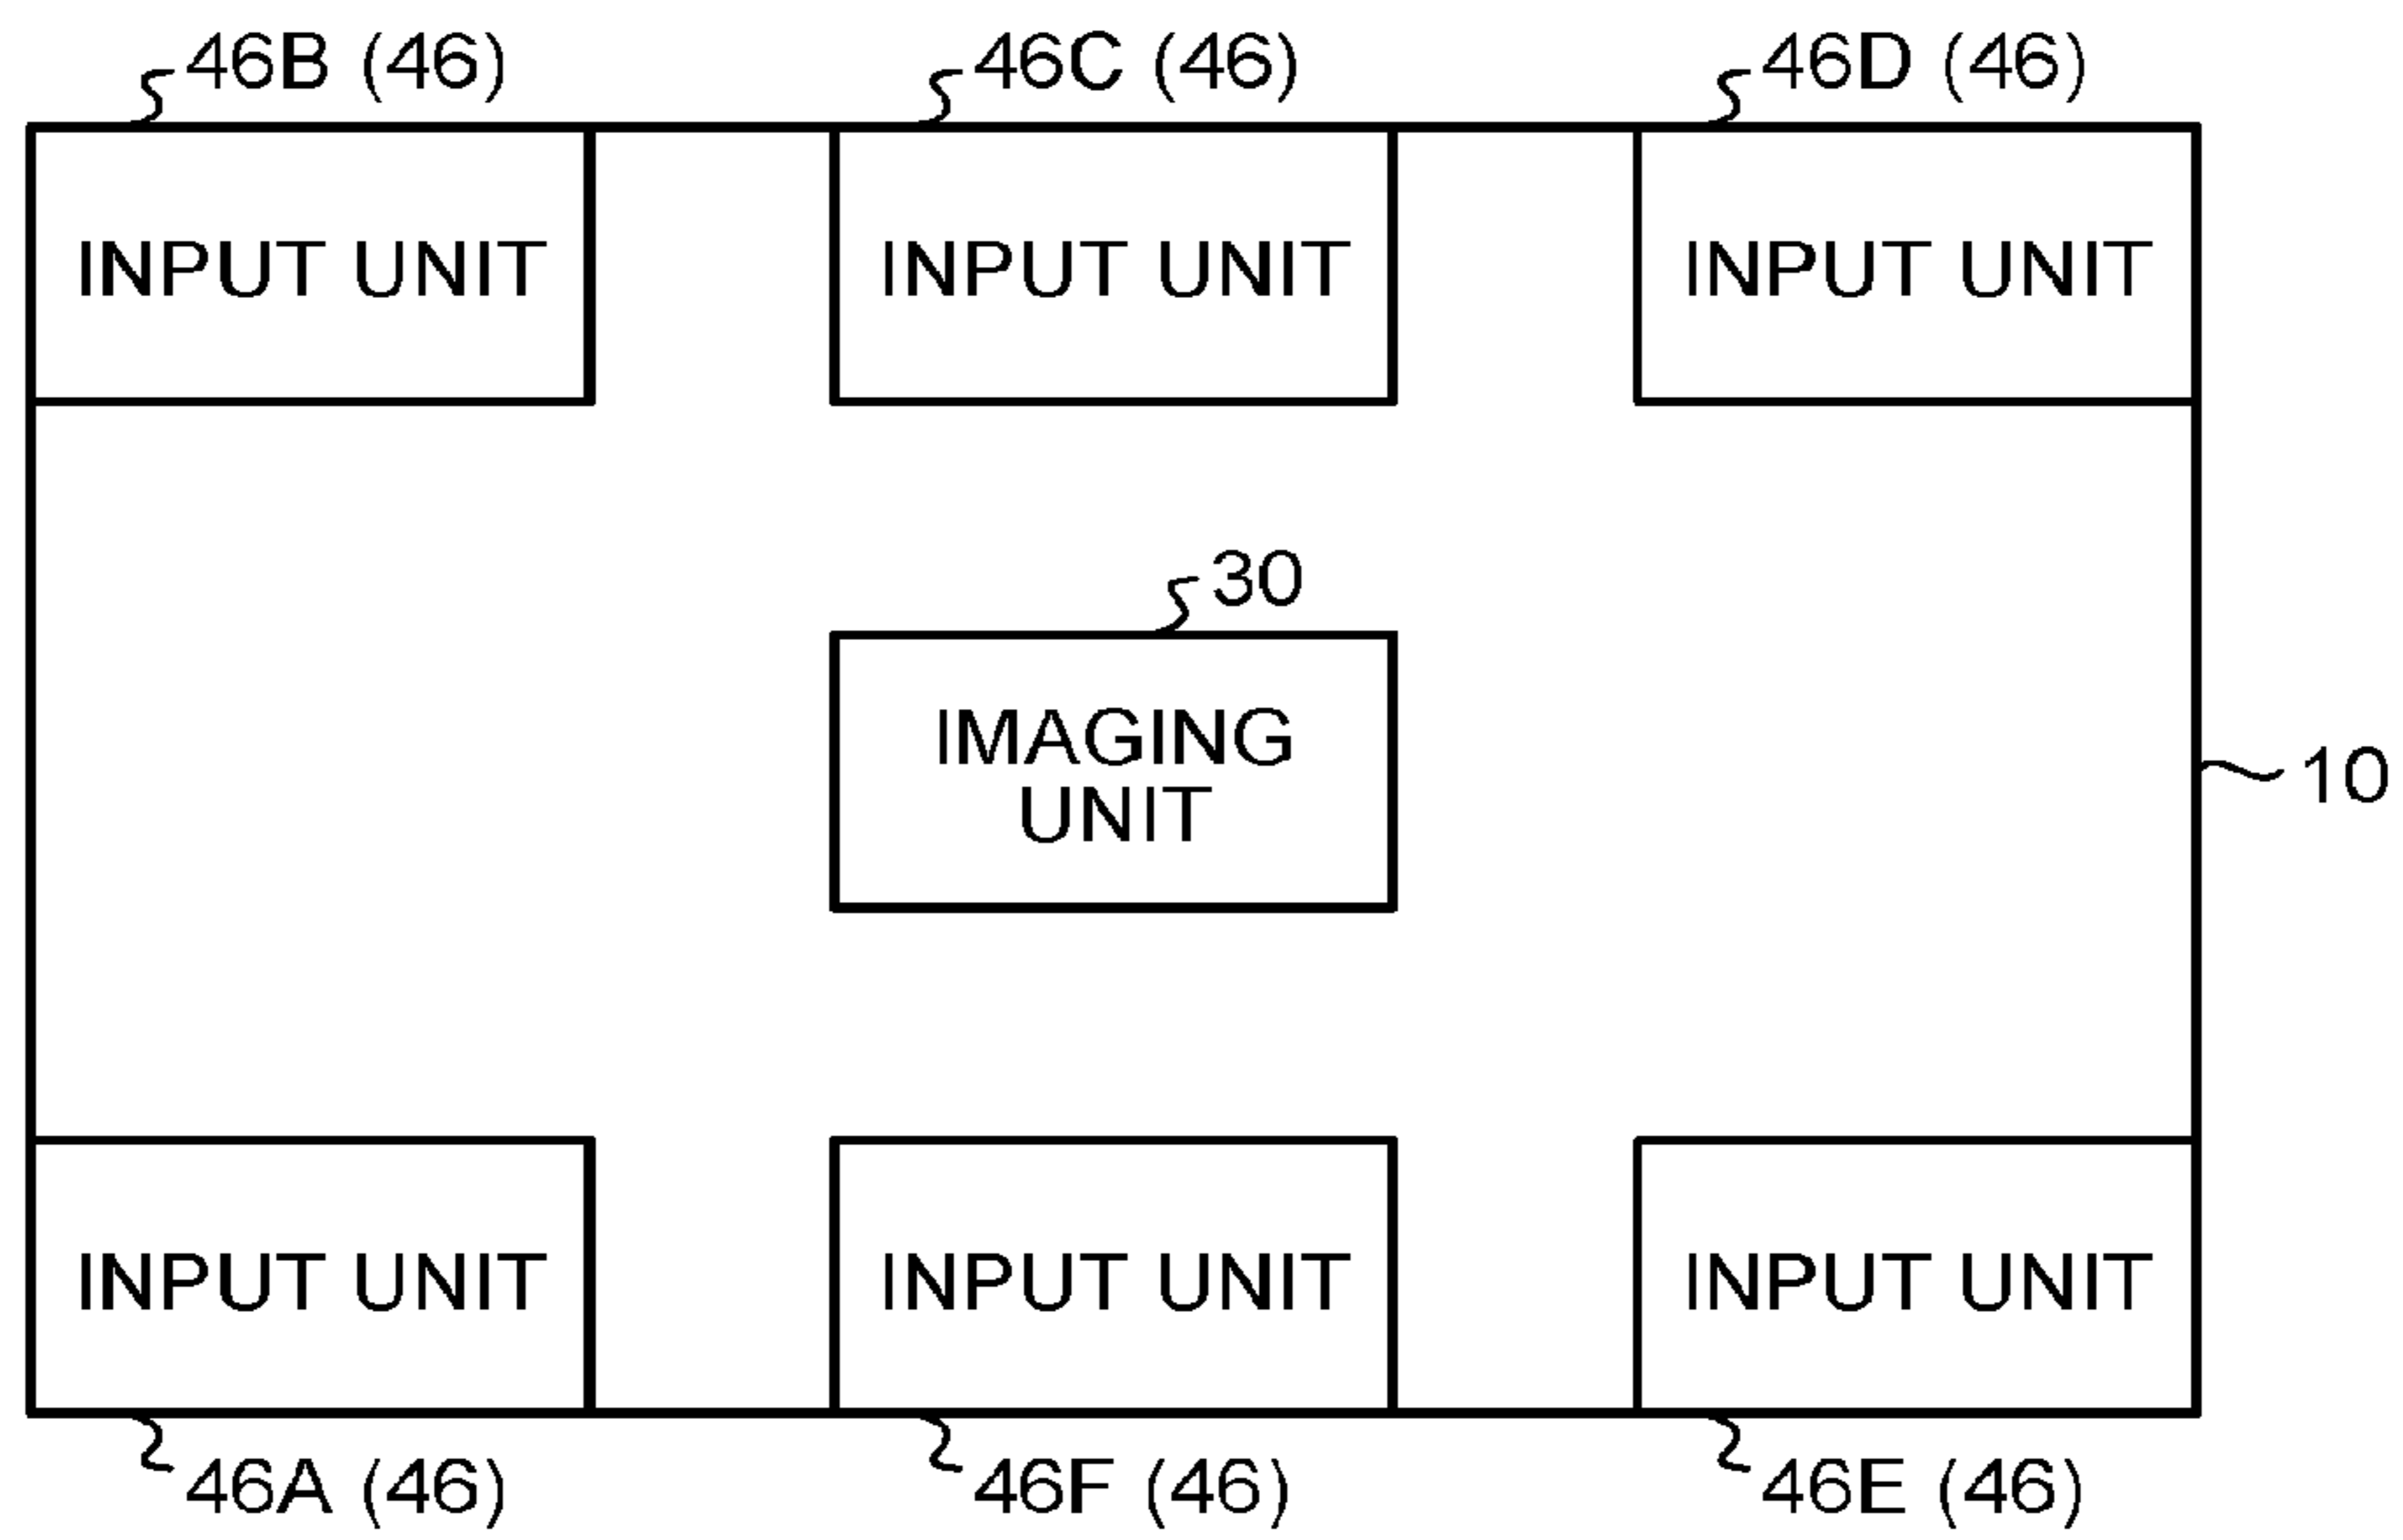 46B (46) 46C (46) 46D (46)
INPUT UNIT INPUT UNIT INPUT UNIT
30
IMAGING
UNIT
10
INPUT UNIT INPUT UNIT INPUT UNIT
46A (46) 46F (46) 46E (46)